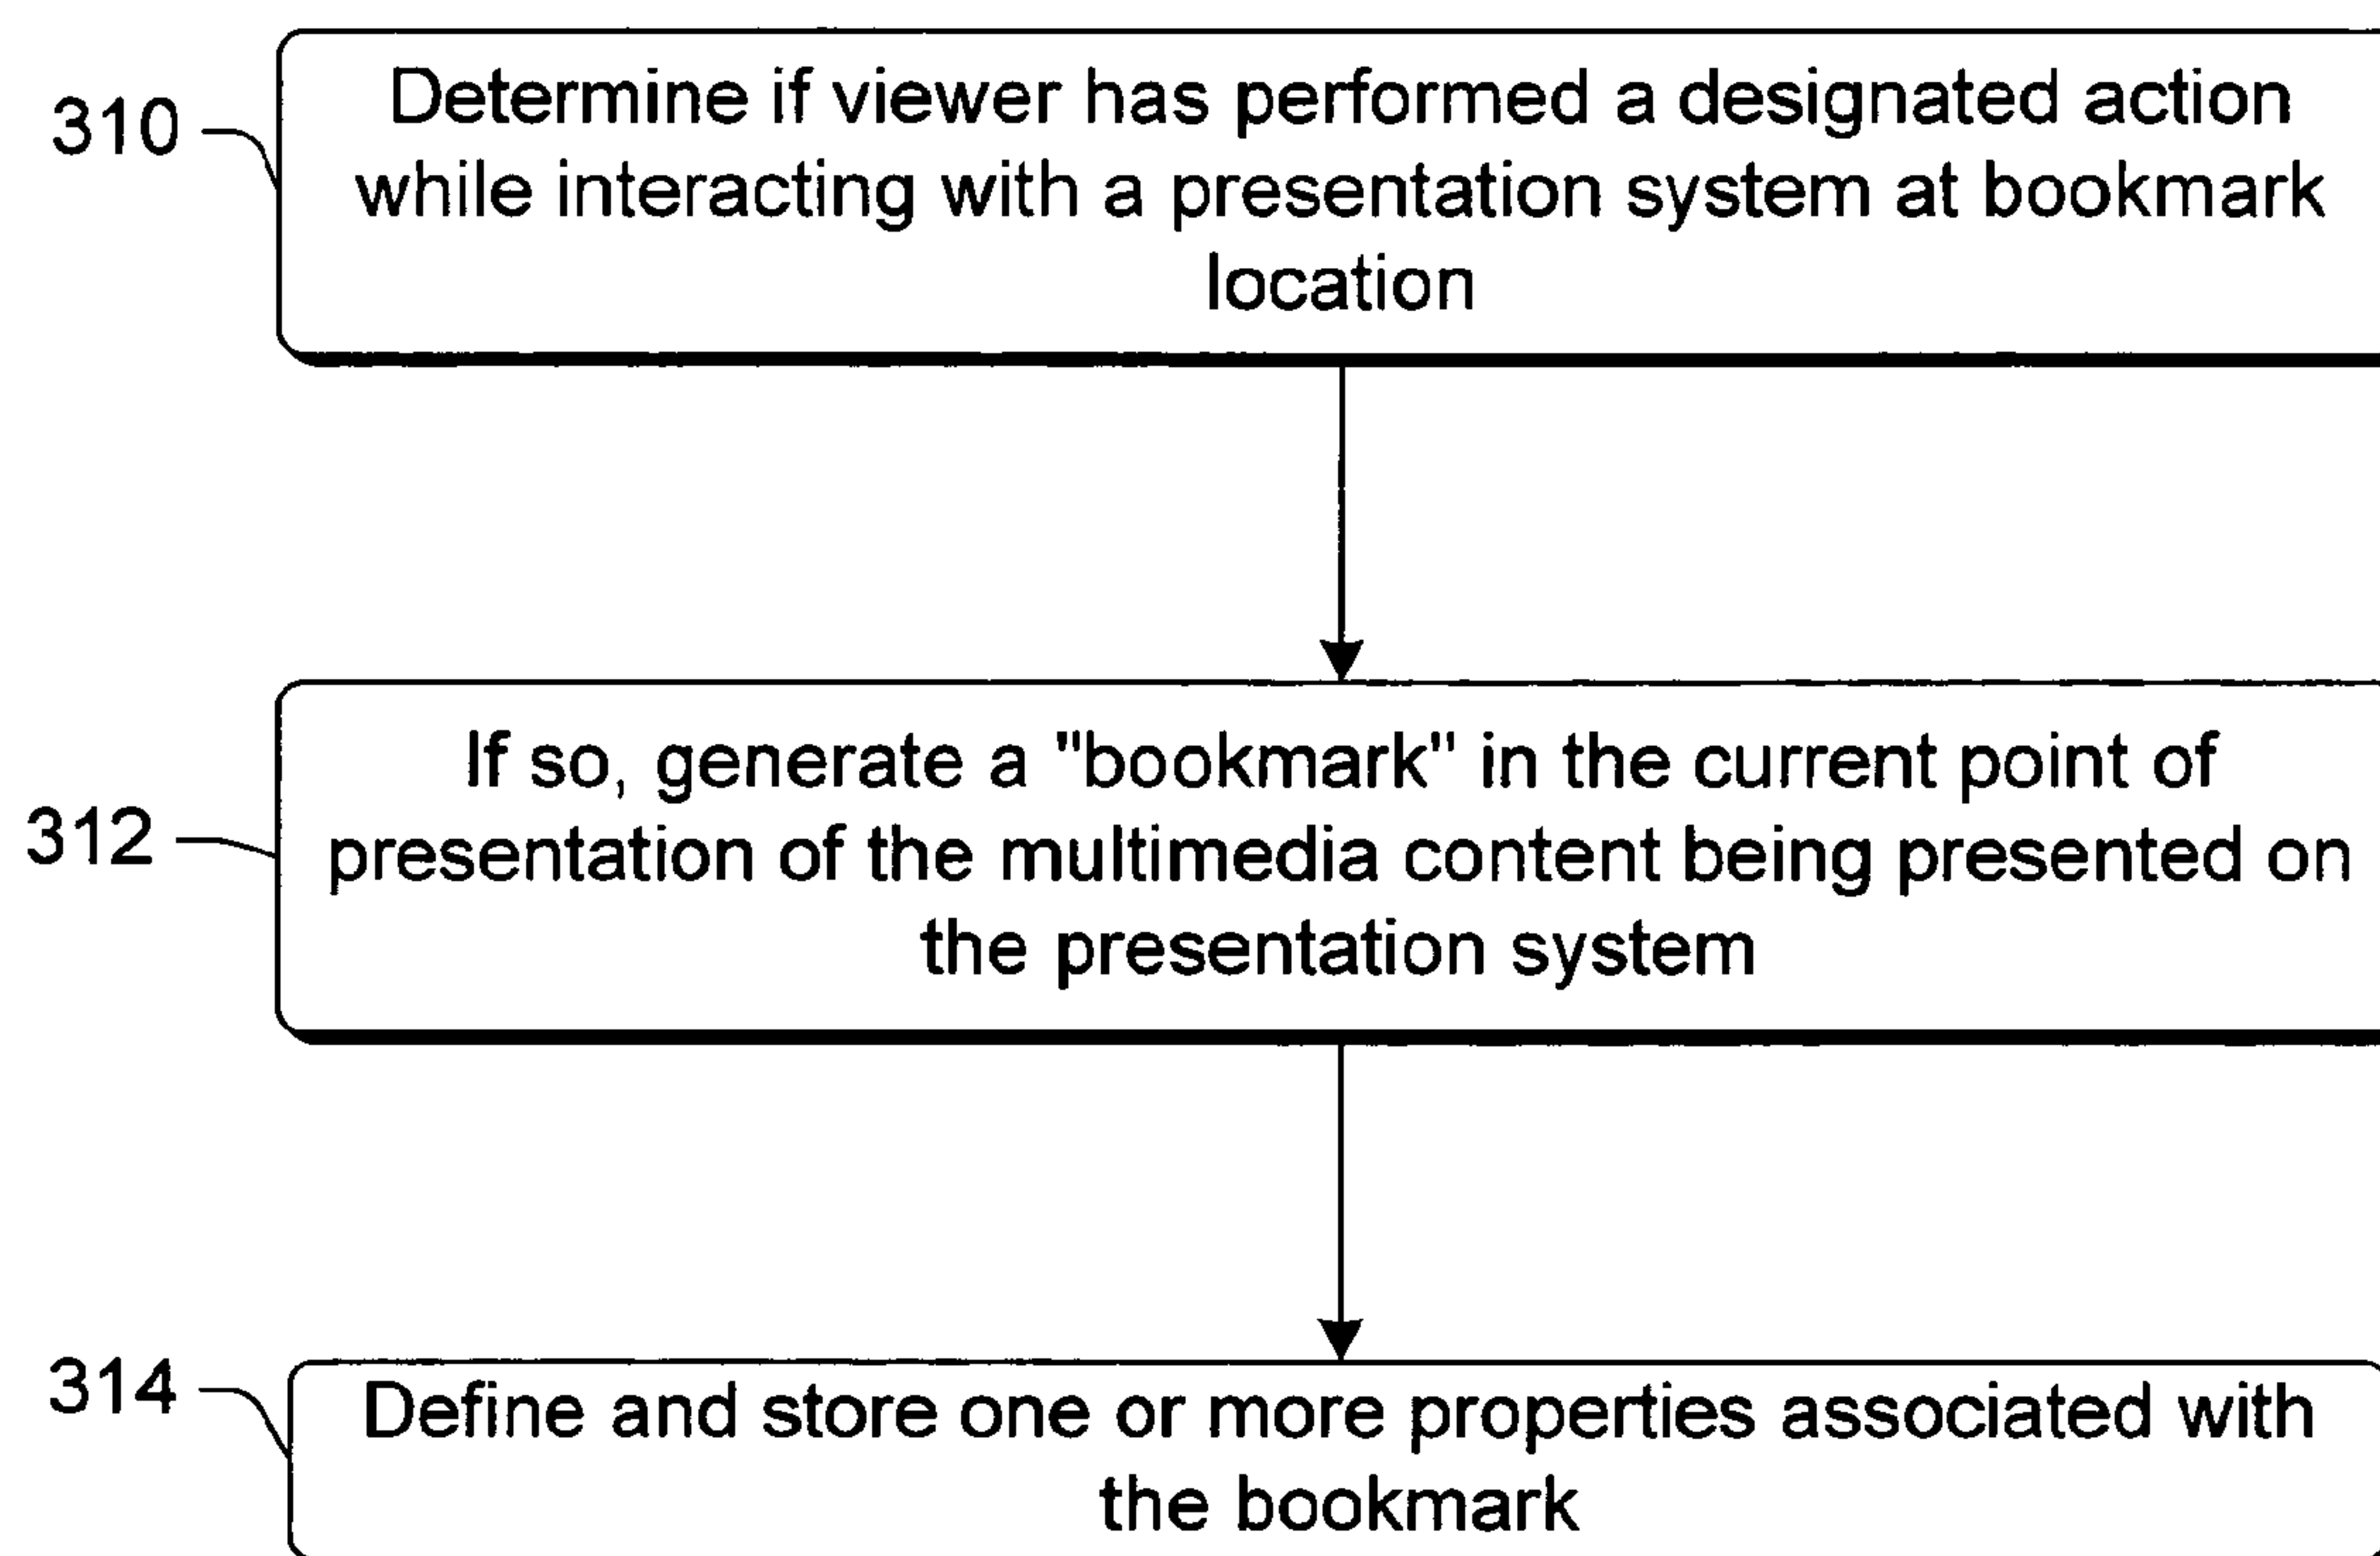 310
Determine if viewer has performed a designated action
while interacting with a presentation system at bookmark
location
312
If so, generate a "bookmark" in the current point of
presentation of the multimedia content being presented on
the presentation system
314
Define and store one or more properties associated with
the bookmark